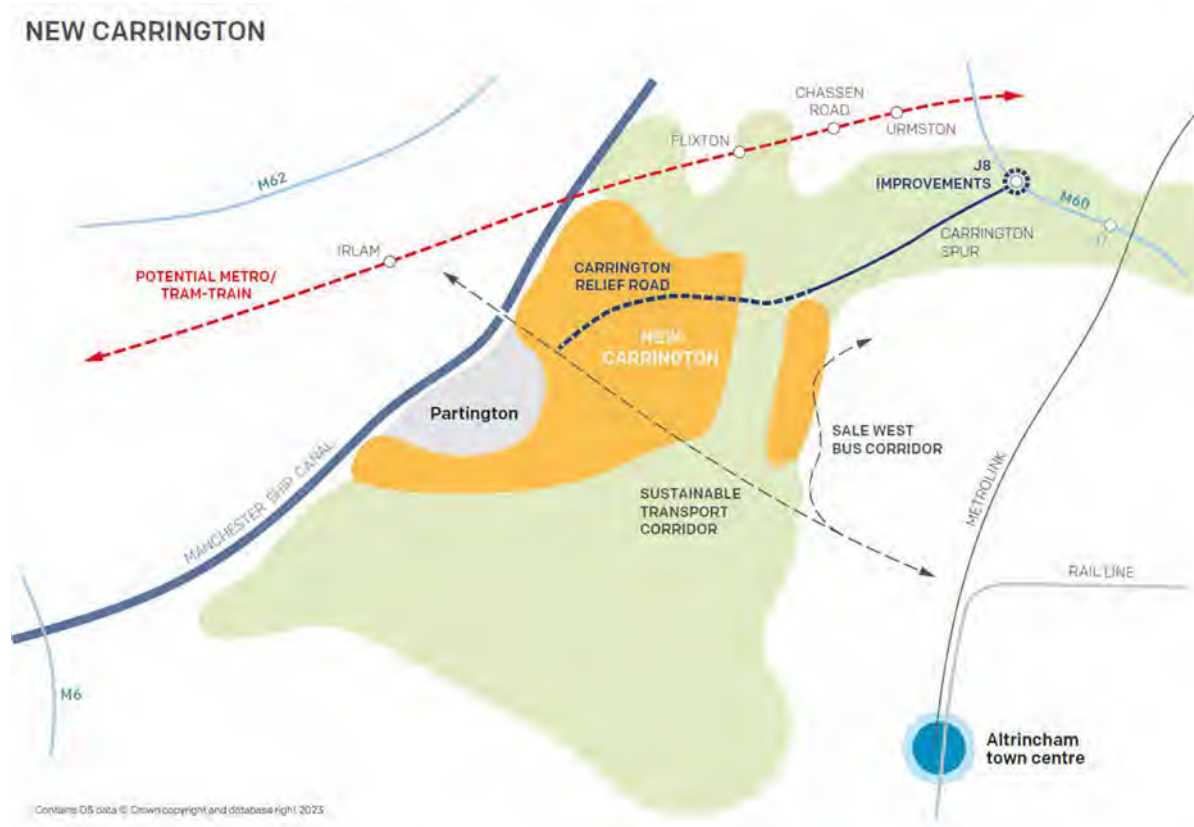 NEW CARRINGTON
CHASSEN
ROAD
URMSTON
FLIXTON
M62
J8
IMPROVEMENTS
M60
J7
IRLAM
CARRINGTON
SPUR
POTENTIAL METRO/
TRAM-TRAIN
CARRINGTON
RELIEF ROAD
NEW
CARRINGTON
Partington
SALE WEST
BUS CORRIDOR
MANCHESTER SHIP CANAL
SUSTAINABLE
TRANSPORT
CORRIDOR
METROLINK
RAIL LINE
M6
Altrincham
town centre
Contains OS data © Crown copyright and database right 2023